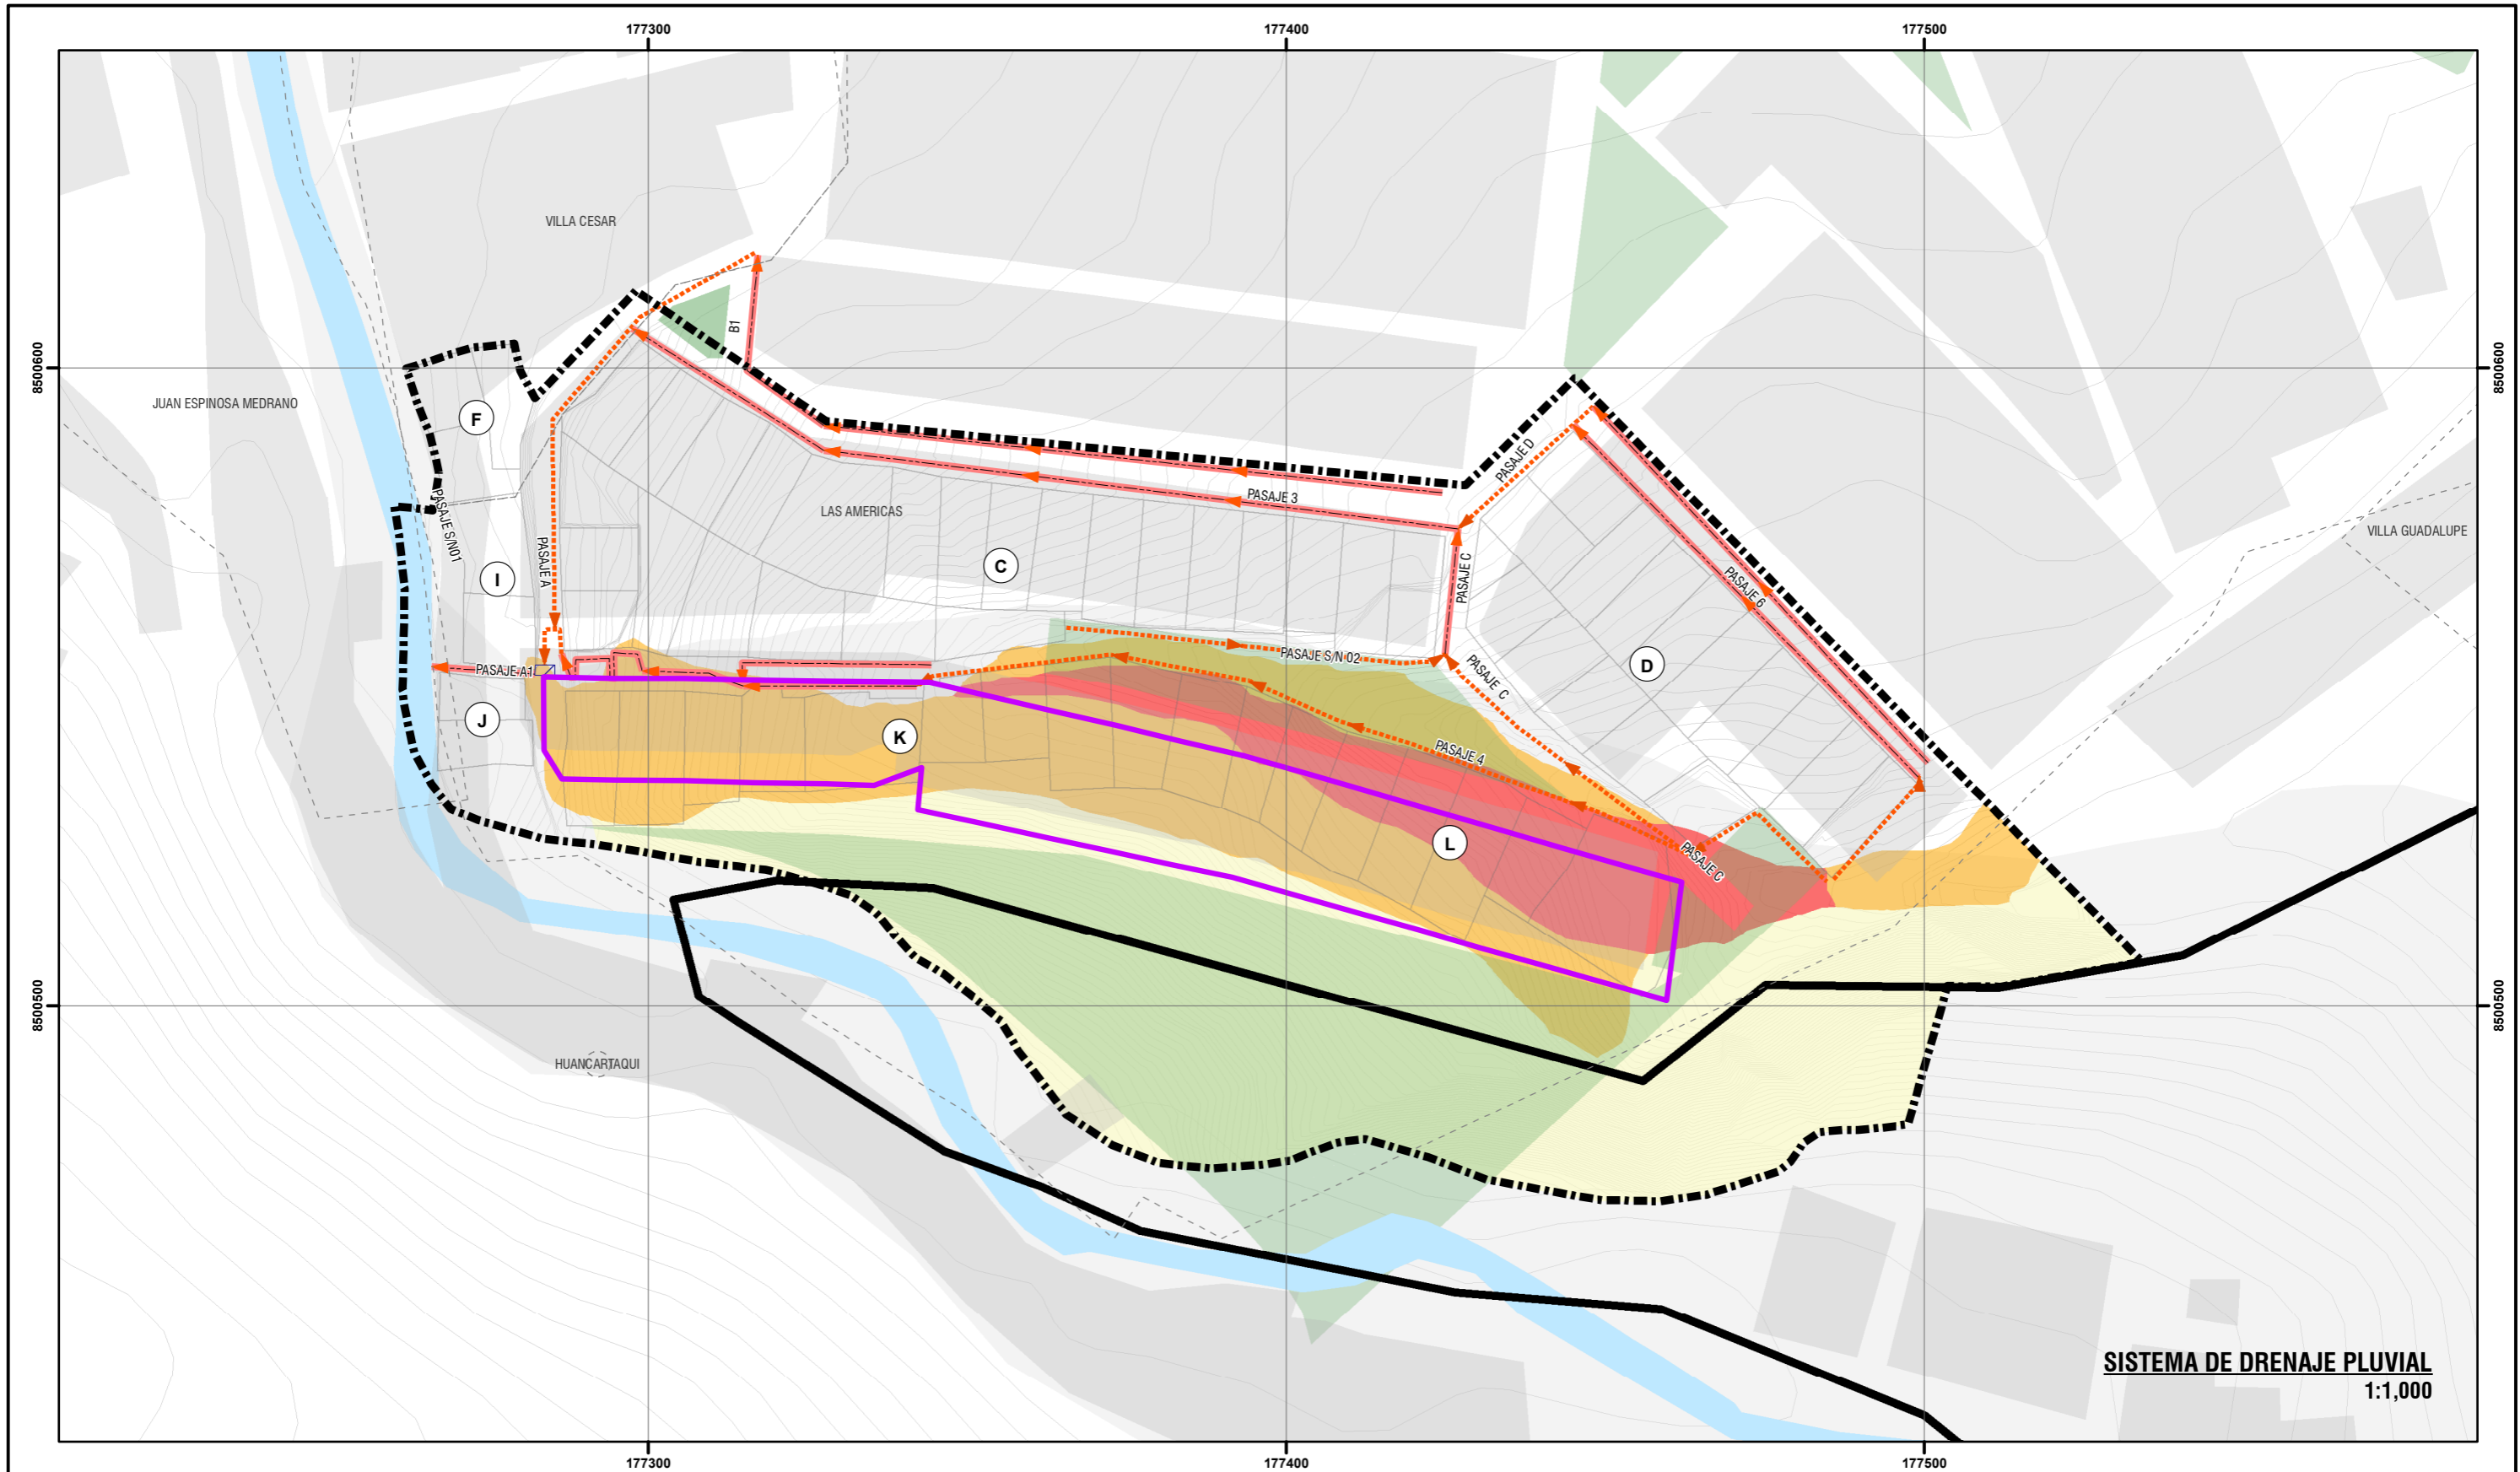 177300
177400
177500
8500600
8500600
VILLA CESAR
B1
JUAN ESPINOSA MEDRANO
F
PASAJE D
PASAJE 3
LAS AMERICAS
PASAJE S/N01
VILLA GUADALUPE
PASAJE A
C
PASAJE C
I
PASAJE 6
PASAJE S/N 02
PASAJE C
D
PASAJE A1
J
K
PASAJE 4
L
PASAJE C
8500500
8500500
HUANCARTAQUI
SISTEMA DE DRENAJE PLUVIAL
1:1,000
177300
177400
177500